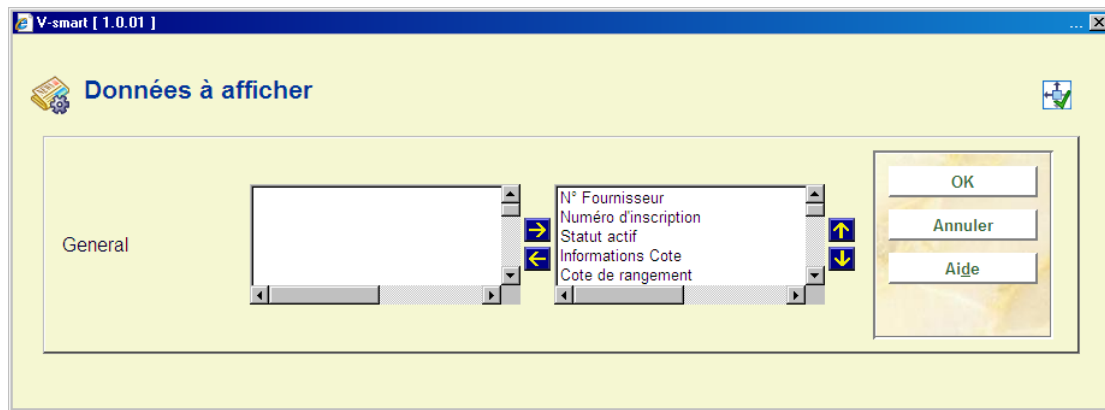 V-smart [ 1.0.01 ]
...
Données à afficher
General
N° Fournisseur
Numéro d'inscription
Statut actif
Informations Cote
Cote de rangement
OK
Annuler
Aide